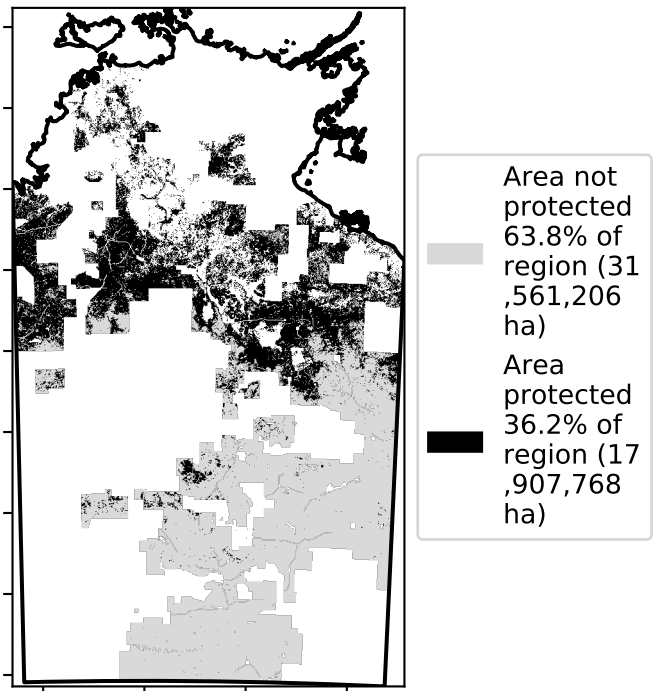 Area not
protected
63.8% of
region (31
,561,206
ha)
Area
protected
36.2% of
region (17
,907,768
ha)